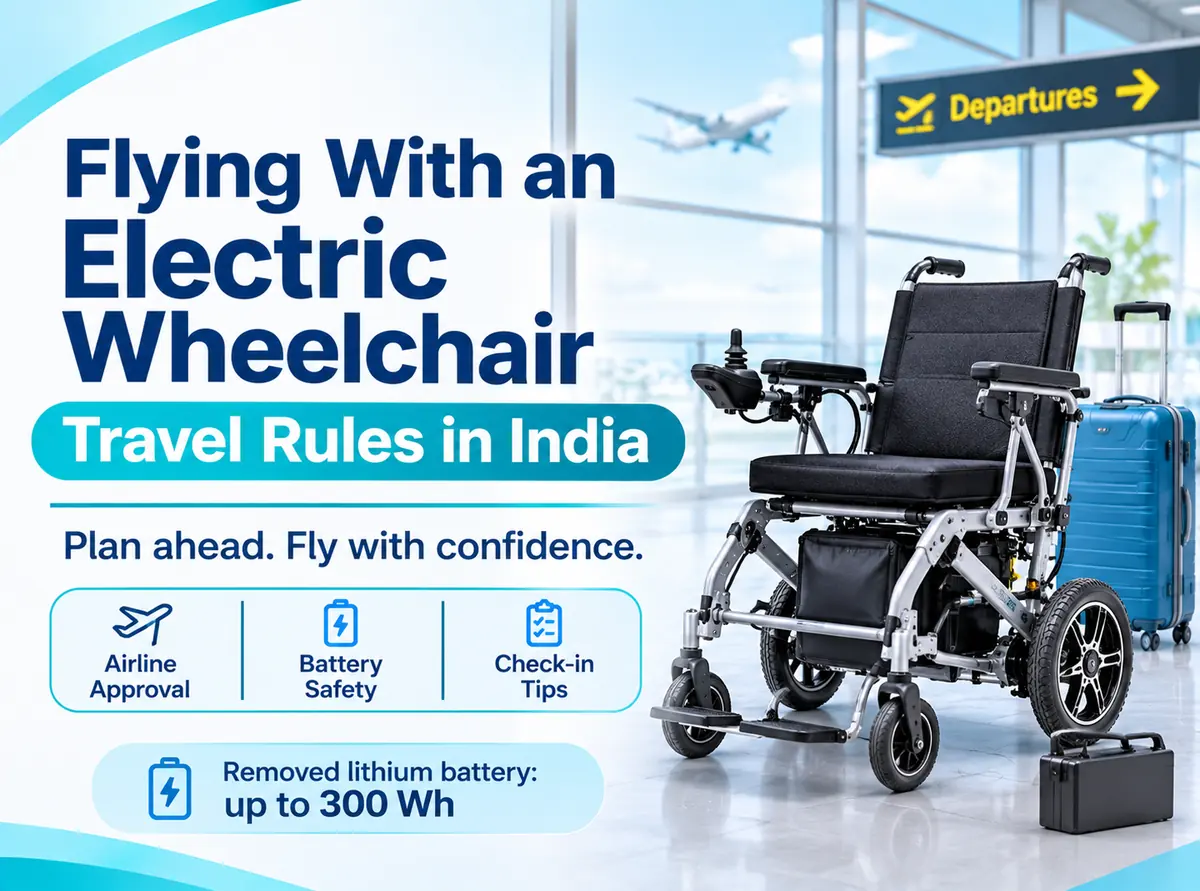 Flying With an
Electric
Wheelchair
Travel Rules in India
Plan ahead. Fly with confidence.
Airline
Approval
Battery
Safety
Check-in
Tips
Removed lithium battery:
up to 300 Wh
Departures